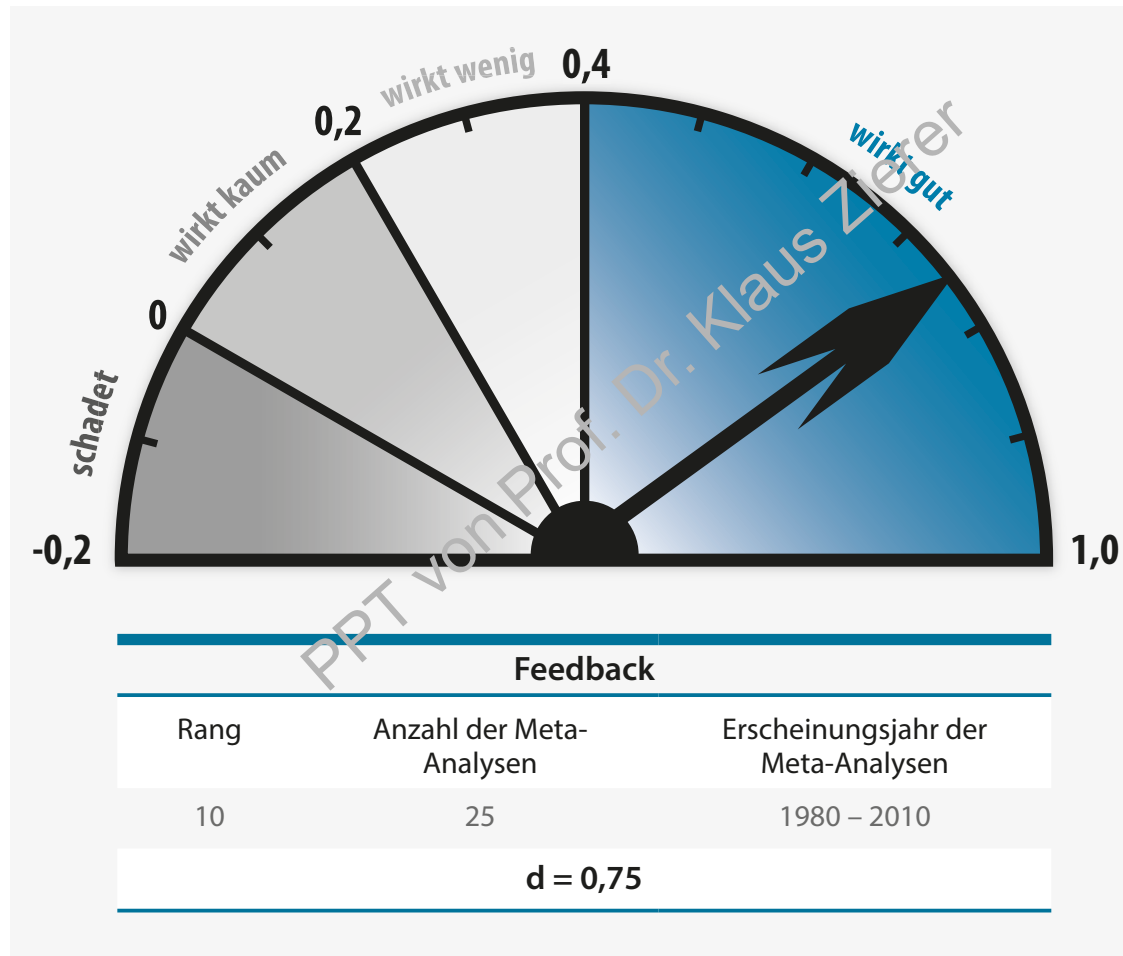 wirkt wenig
0,4
0,2
wirkt kaum
wirkt gut
0
schadet
-0,2
1,0
PPT von Prof. Dr. Klaus Zierer
Feedback
Rang
Anzahl der Meta-
Analysen
Erscheinungsjahr der
Meta-Analysen
10
25
1980 – 2010
d = 0,75